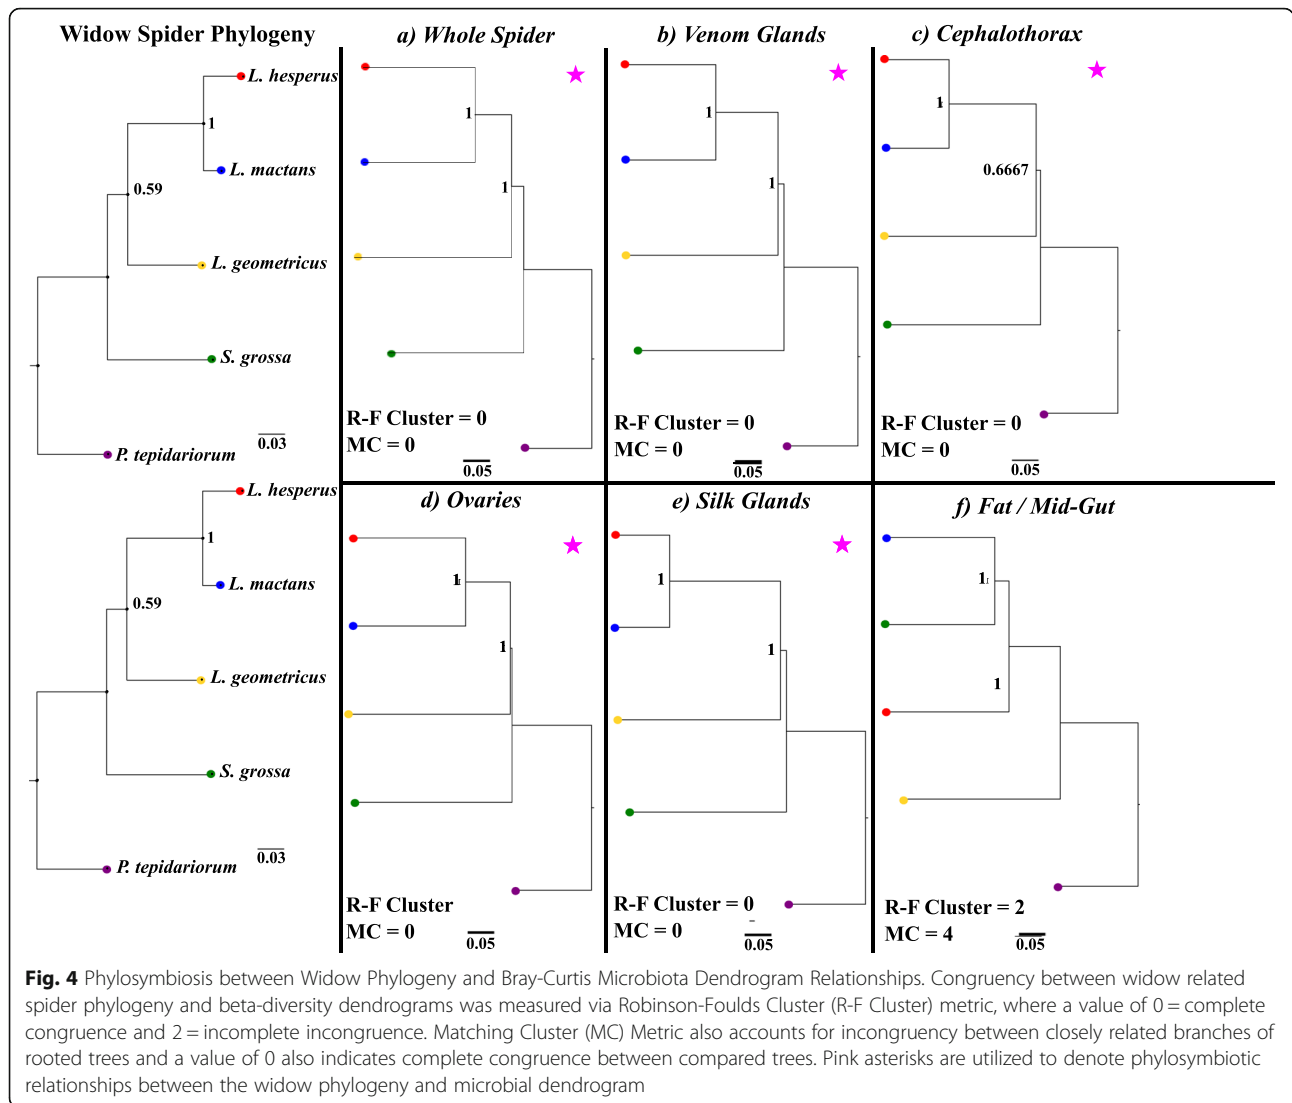 Widow Spider Phylogeny
L. hesperus
1
L. mactans
0.59
L. geometricus
S. grossa
0.03
P. tepidariorum
a) Whole Spider
1
1
R-F Cluster = 0
MC = 0
0.05
b) Venom Glands
1
1
R-F Cluster = 0
MC = 0
0.05
c) Cephalothorax
1
0.6667
R-F Cluster = 0
MC = 0
0.05
L. hesperus
1
L. mactans
0.59
L. geometricus
S. grossa
0.03
P. tepidariorum
d) Ovaries
1
1
R-F Cluster
MC = 0
0.05
e) Silk Glands
1
1
R-F Cluster = 0
MC = 0
0.05
f) Fat / Mid-Gut
1
1
R-F Cluster = 2
MC = 4
0.05
Fig. 4 Phylosymbiosis between Widow Phylogeny and Bray-Curtis Microbiota Dendrogram Relationships. Congruency between widow related
spider phylogeny and beta-diversity dendrograms was measured via Robinson-Foulds Cluster (R-F Cluster) metric, where a value of 0 = complete
congruence and 2 = incomplete incongruence. Matching Cluster (MC) Metric also accounts for incongruency between closely related branches of
rooted trees and a value of 0 also indicates complete congruence between compared trees. Pink asterisks are utilized to denote phylosymbiotic
relationships between the widow phylogeny and microbial dendrogram